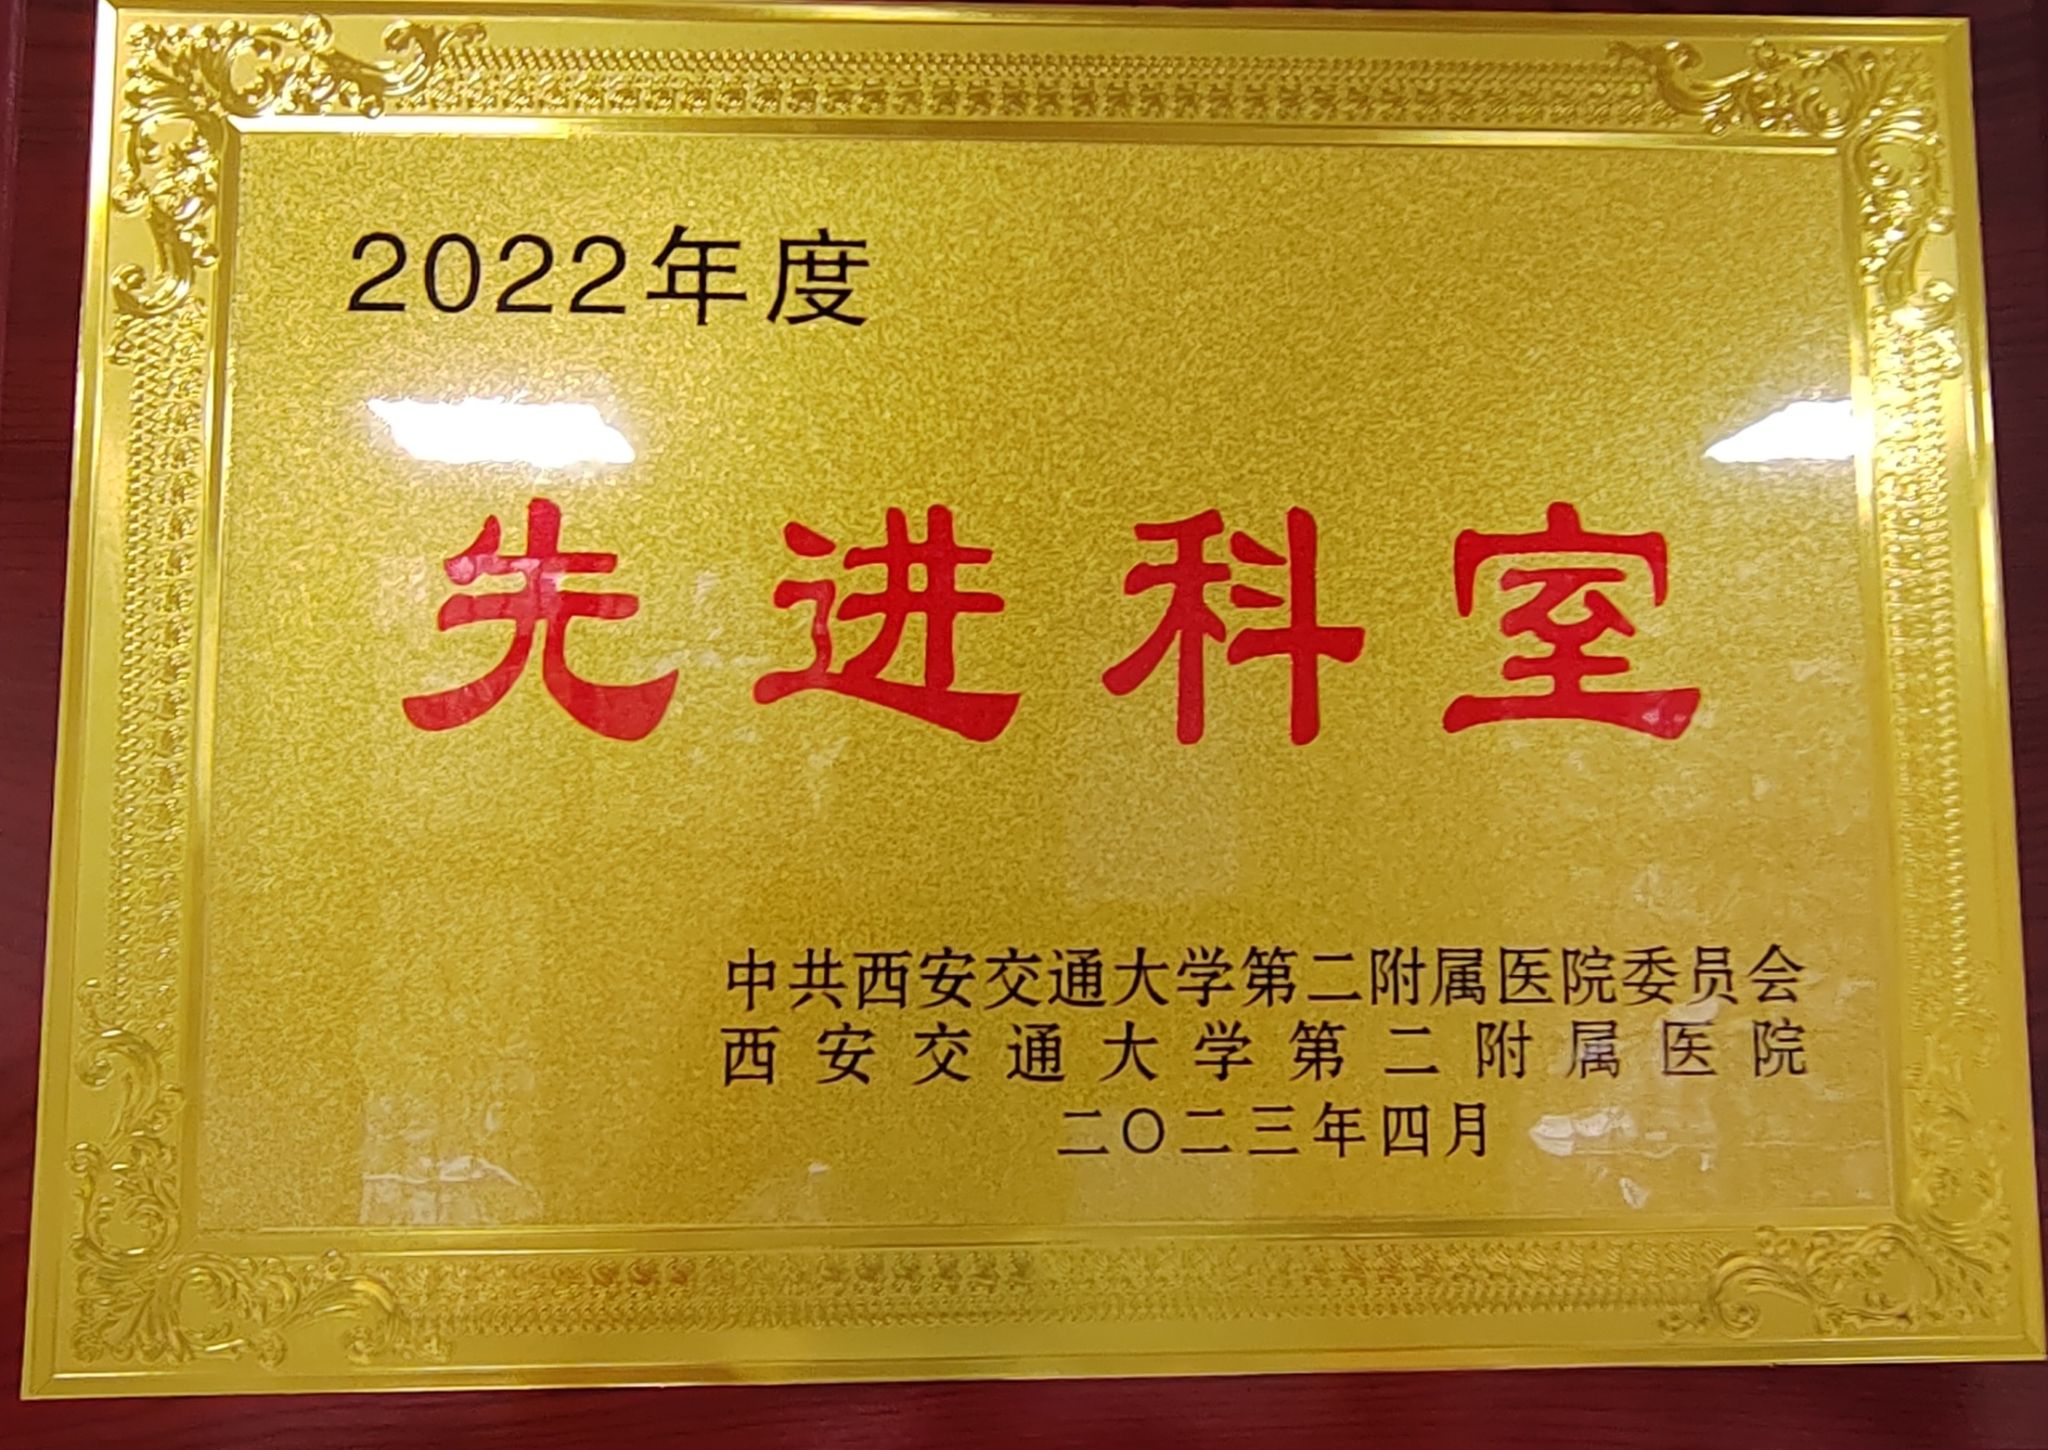 2022年度
先进科室
中共西安交通大学第二附属医院委员会
西安交通大学第二附属医院
二〇二三年四月